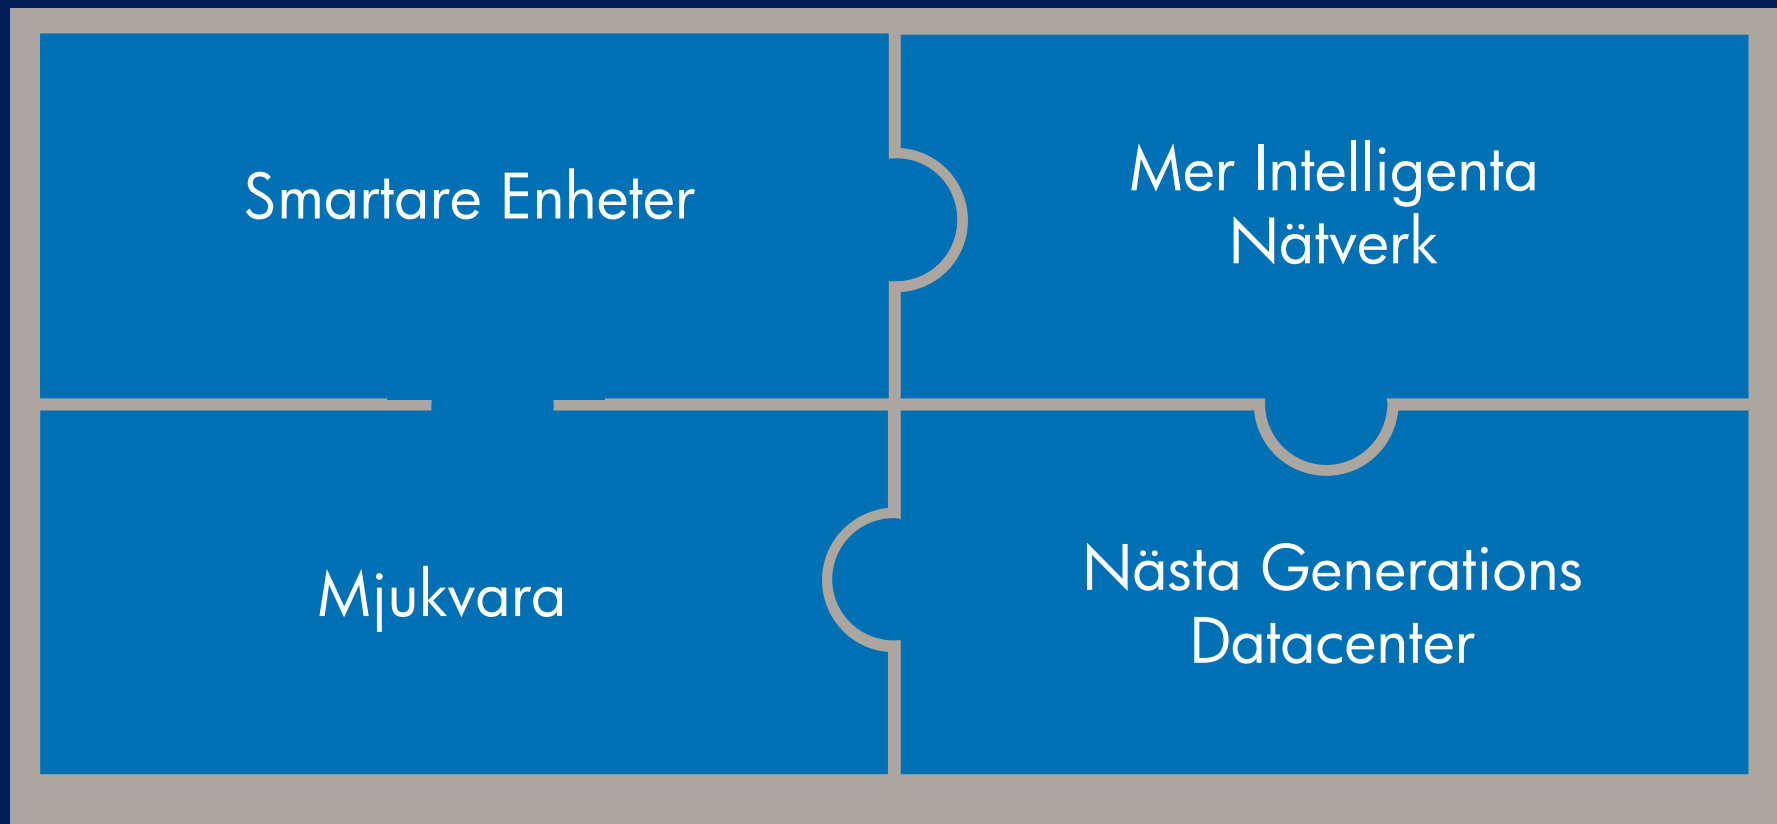 Smartare Enheter
Mer Intelligenta
Nätverk
Mjukvara
Nästa Generations
Datacenter